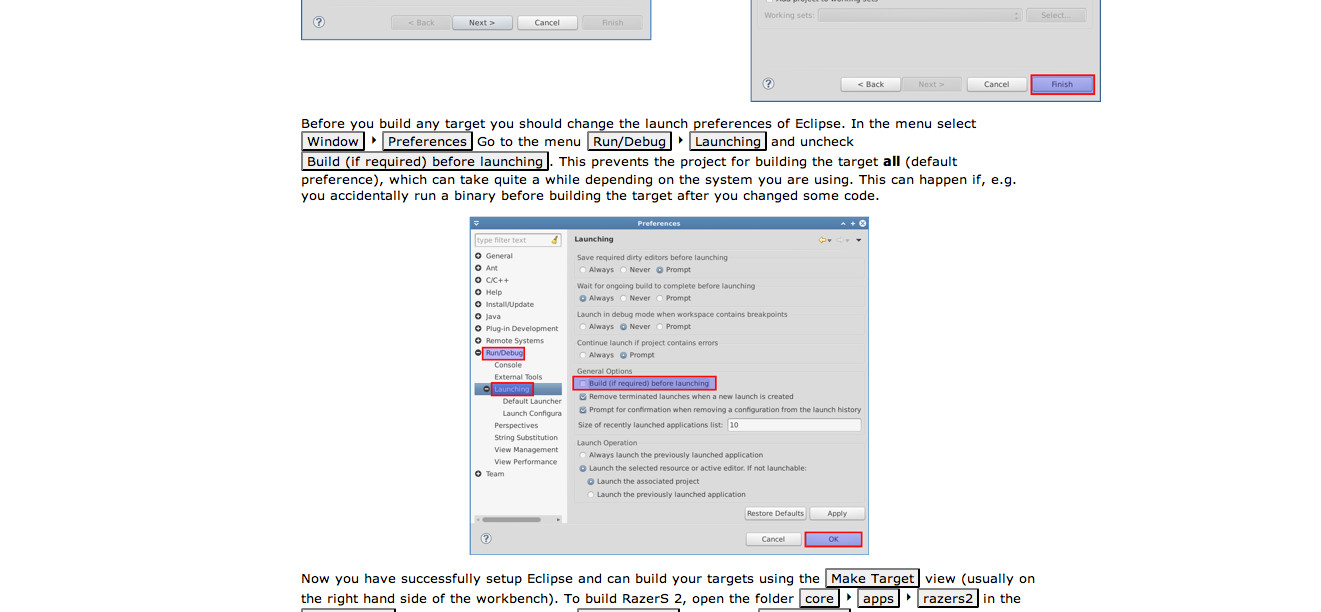 Add project to working sets
Working sets: Select...
< Back Next > Cancel Finish
< Back Next > Cancel Finish
Before you build any target you should change the launch preferences of Eclipse. In the menu select
Window ‣ Preferences Go to the menu Run/Debug ‣ Launching and uncheck
Build (if required) before launching. This prevents the project for building the target all (default
preference), which can take quite a while depending on the system you are using. This can happen if, e.g.
you accidentally run a binary before building the target after you changed some code.
Preferences
type filter text
General
Ant
C/C++
Help
Install/Update
Java
Plug-in Development
Remote Systems
Run/Debug
Console
External Tools
Launching
Default Launcher
Launch Configura
Perspectives
String Substitution
View Management
View Performance
Team
Launching
Save required dirty editors before launching
Always Never Prompt
Wait for ongoing build to complete before launching
Always Never Prompt
Launch in debug mode when workspace contains breakpoints
Always Never Prompt
Continue launch if project contains errors
Always Prompt
General Options
Build (if required) before launching
Remove terminated launches when a new launch is created
Prompt for confirmation when removing a configuration from the launch history
Size of recently launched applications list: 10
Launch Operation
Always launch the previously launched application
Launch the selected resource or active editor. If not launchable:
Launch the associated project
Launch the previously launched application
Restore Defaults Apply
Cancel OK
Now you have successfully setup Eclipse and can build your targets using the Make Target view (usually on
the right hand side of the workbench). To build RazerS 2, open the folder core ‣ apps ‣ razers2 in the